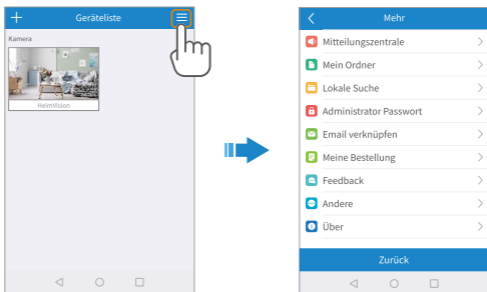 Geräteliste
Kamera
HeimVision
Mehr
Mitteilungszentrale
Mein Ordner
Lokale Suche
Administrator Passwort
Email verknüpfen
Meine Bestellung
Feedback
Andere
Über
Zurück